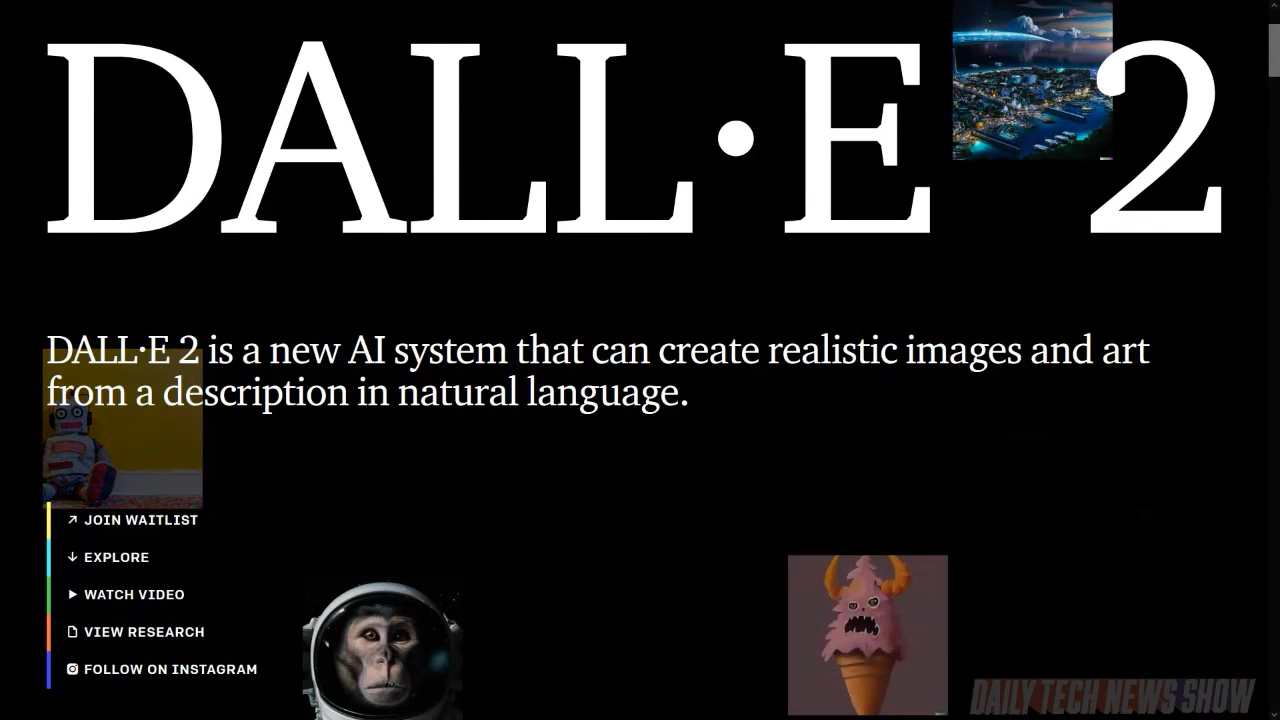 DALL·E 2
DALL·E 2 is a new AI system that can create realistic images and art
from a description in natural language.
JOIN WAITLIST
EXPLORE
WATCH VIDEO
VIEW RESEARCH
FOLLOW ON INSTAGRAM
DAILY TECH NEWS SHOW